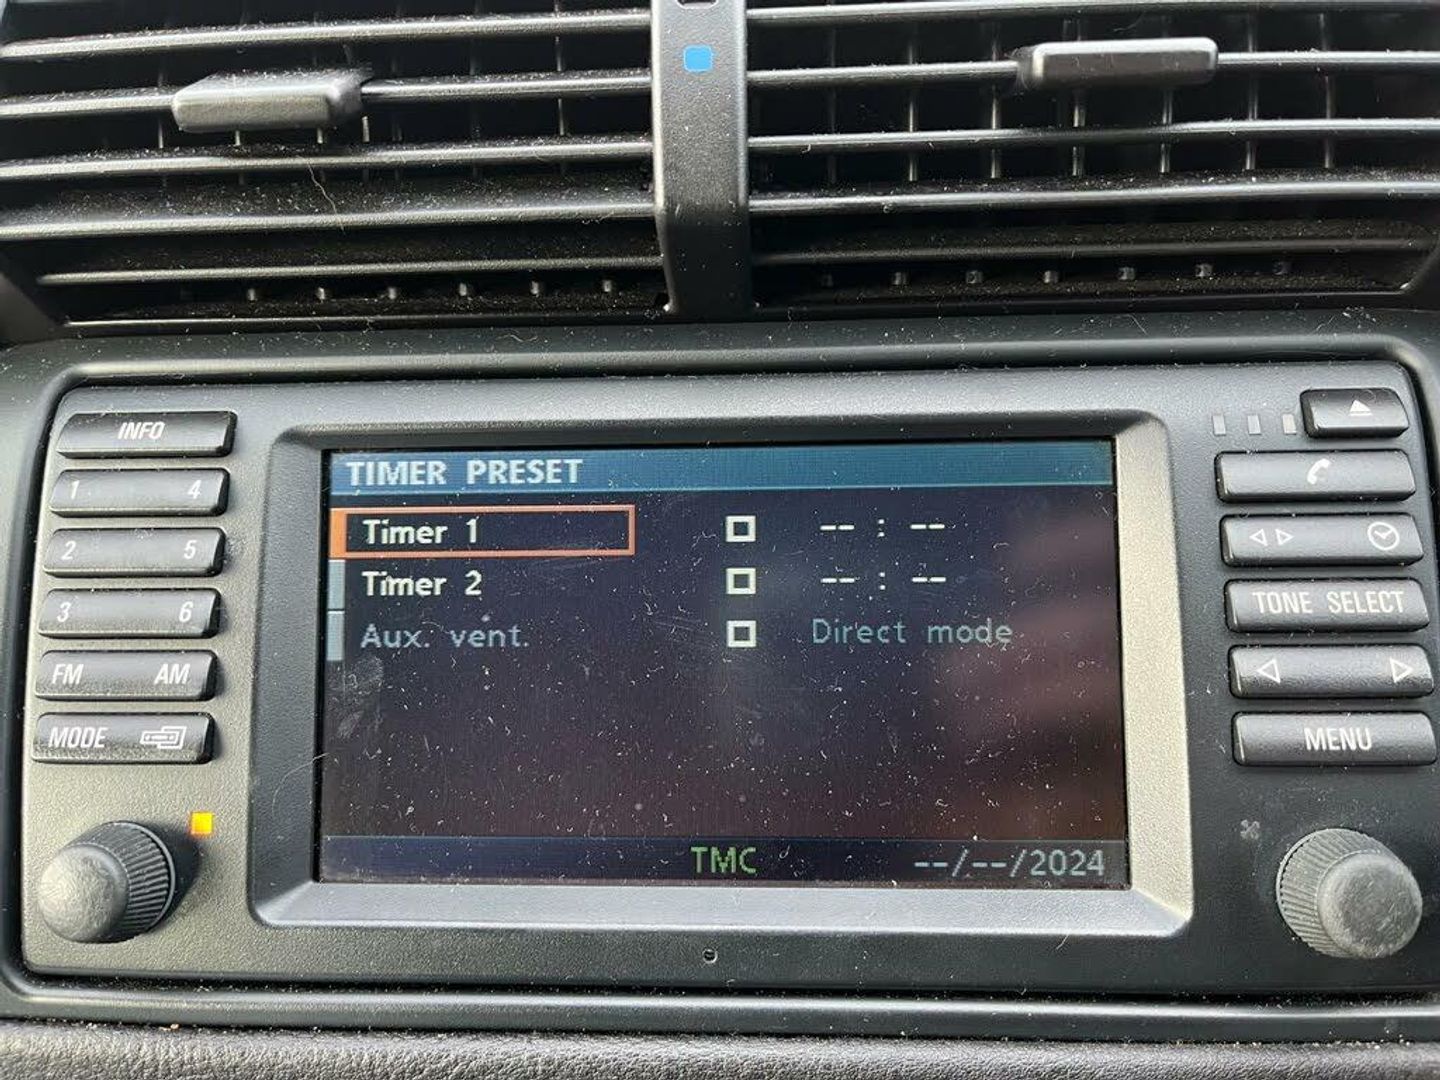 INFO
1 4
2 5
3 6
FM AM
MODE
TIMER PRESET
Timer 1 -- : --
Timer 2 -- : --
Aux. vent. Direct mode
TMC --/--/2024
TONE SELECT
MENU